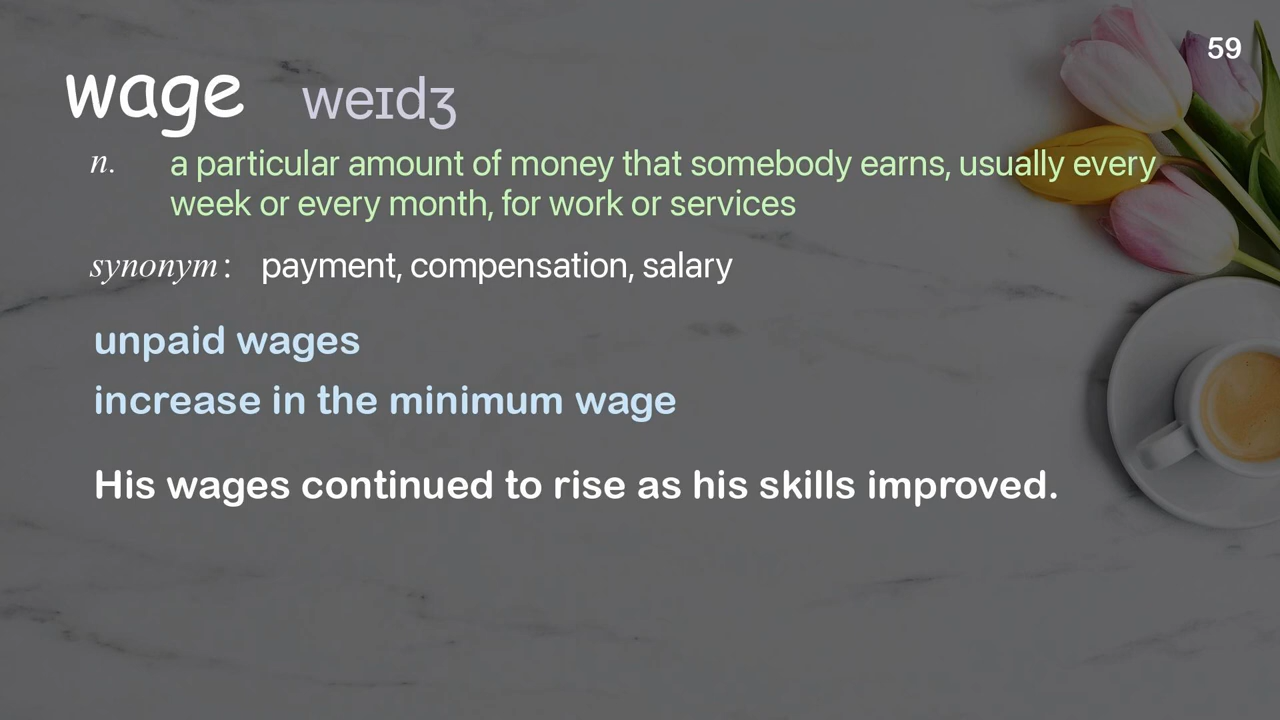 59
wage weɪdʒ
n. a particular amount of money that somebody earns, usually every
week or every month, for work or services
synonym : payment, compensation, salary
unpaid wages
increase in the minimum wage
His wages continued to rise as his skills improved.